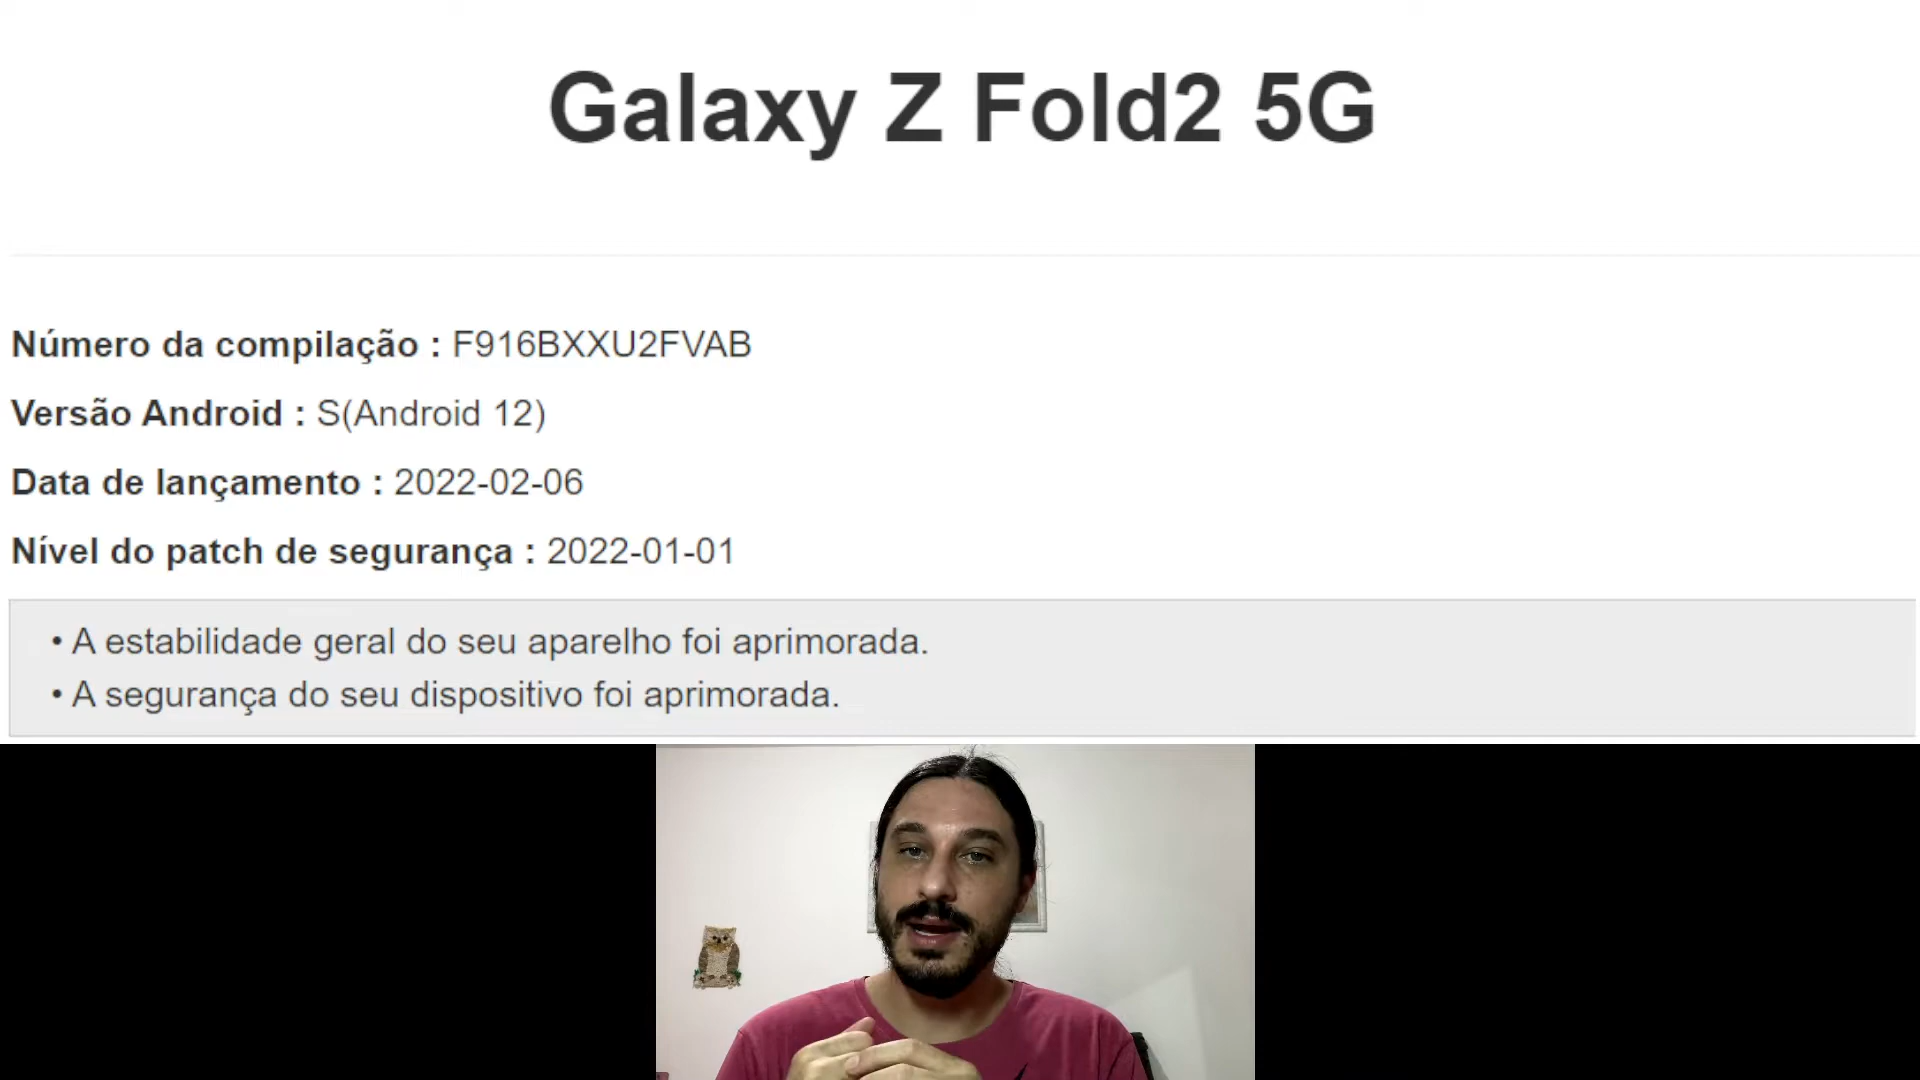 Galaxy Z Fold2 5G
Número da compilação : F916BXXU2FVAB
Versão Android : S(Android 12)
Data de lançamento : 2022-02-06
Nível do patch de segurança : 2022-01-01
• A estabilidade geral do seu aparelho foi aprimorada.
• A segurança do seu dispositivo foi aprimorada.